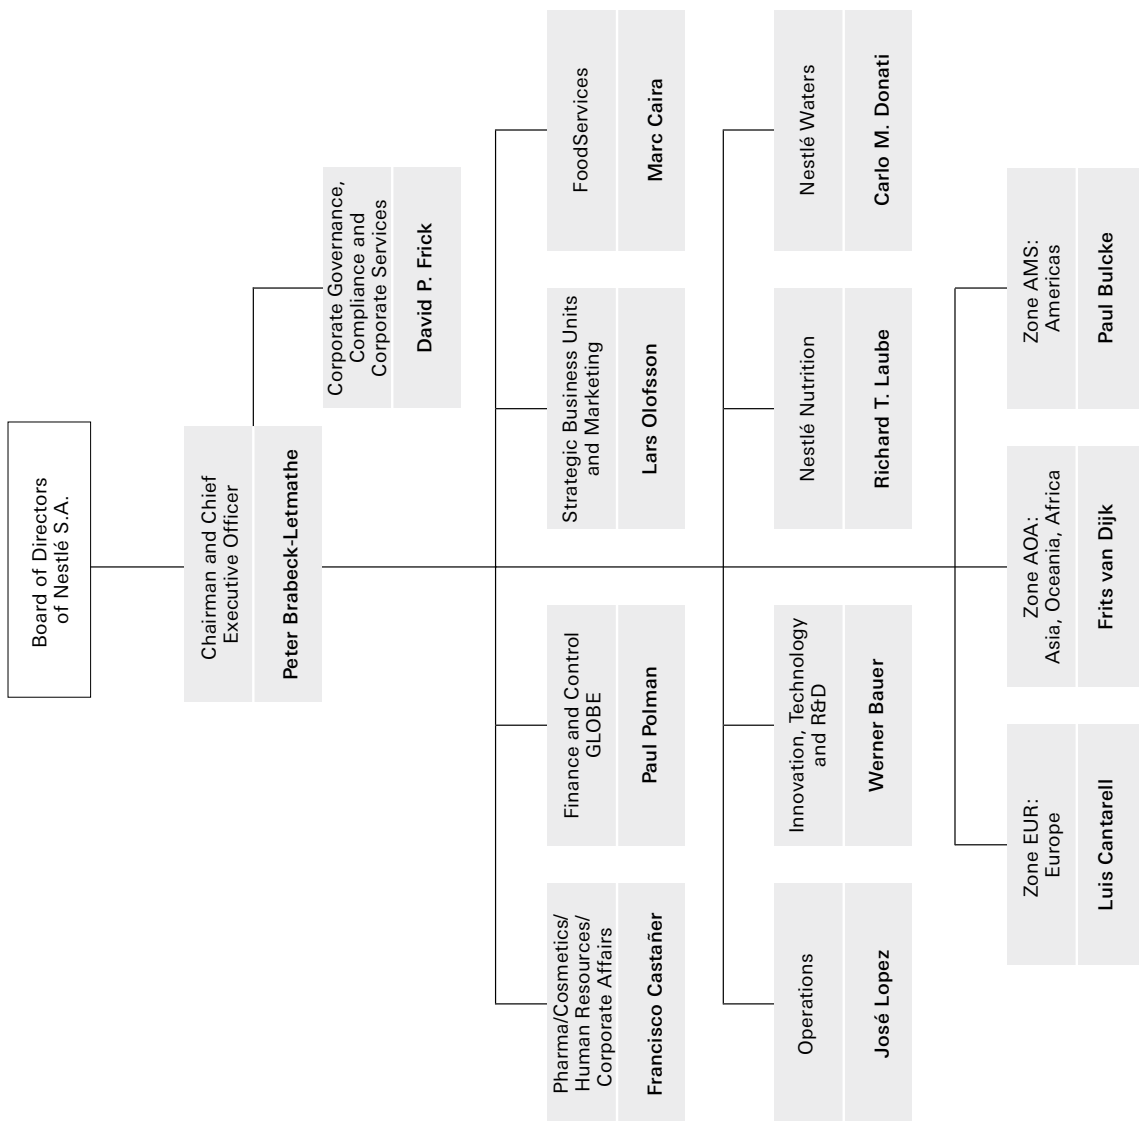 Board of Directors
of Nestlé S.A.
Chairman and Chief
Executive Officer
Peter Brabeck-Letmathe
Corporate Governance,
Compliance and
Corporate Services
David P. Frick
Pharma/Cosmetics/
Human Resources/
Corporate Affairs
Francisco Castañer
Finance and Control
GLOBE
Paul Polman
Strategic Business Units
and Marketing
Lars Olofsson
FoodServices
Marc Caira
Operations
José Lopez
Innovation, Technology
and R&D
Werner Bauer
Nestlé Nutrition
Richard T. Laube
Nestlé Waters
Carlo M. Donati
Zone EUR:
Europe
Luis Cantarell
Zone AOA:
Asia, Oceania, Africa
Frits van Dijk
Zone AMS:
Americas
Paul Bulcke